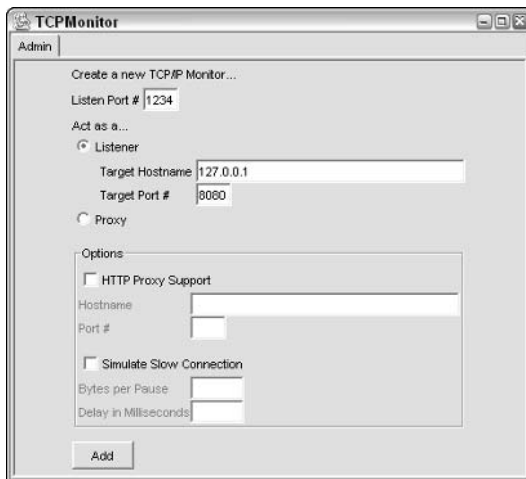 TCPMonitor
Admin
Create a new TCP/IP Monitor...
Listen Port # 1234
Act as a...
Listener
Target Hostname 127.0.0.1
Target Port # 8080
Proxy
Options
HTTP Proxy Support
Hostname
Port #
Simulate Slow Connection
Bytes per Pause
Delay in Milliseconds
Add